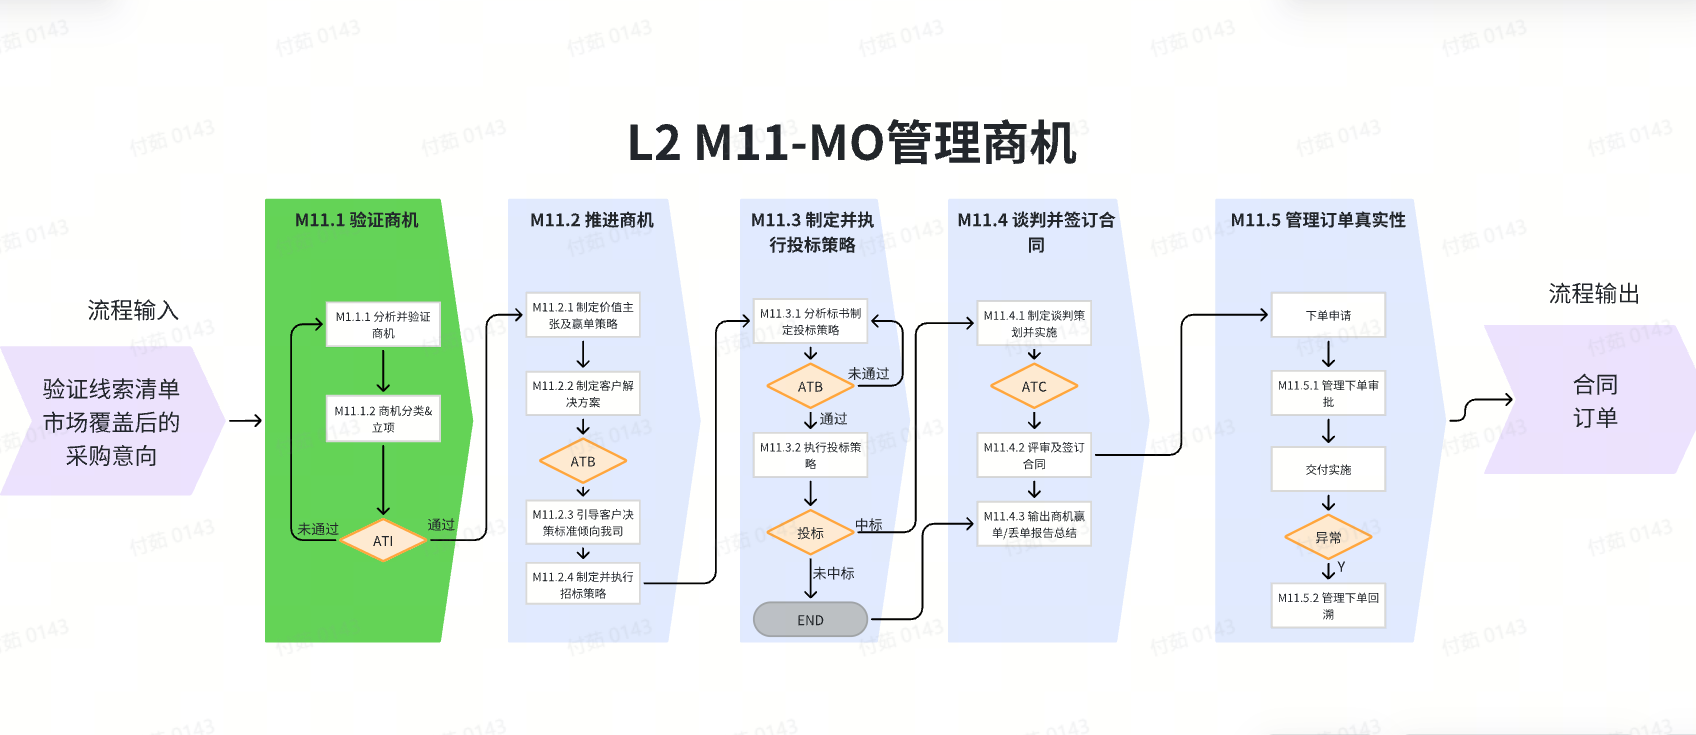 L2 M11-MO管理商机
流程输入
验证线索清单
市场覆盖后的
采购意向
M11.1 验证商机
M1.1.1 分析并验证
商机
M11.1.2 商机分类&
立项
ATI
未通过
通过
M11.2 推进商机
M11.2.1 制定价值主
张及赢单策略
M11.2.2 制定客户解
决方案
ATB
M11.2.3 引导客户决
策标准倾向我司
M11.2.4 制定并执行
招标策略
M11.3 制定并执
行投标策略
M11.3.1 分析标书制
定投标策略
ATB
未通过
通过
M11.3.2 执行投标策
略
投标
中标
未中标
END
M11.4 谈判并签订合
同
M11.4.1 制定谈判策
划并实施
ATC
M11.4.2 评审及签订
合同
M11.4.3 输出商机赢
单/丢单报告总结
M11.5 管理订单真实性
下单申请
M11.5.1 管理下单审
批
交付实施
异常
Y
M11.5.2 管理下单回
溯
流程输出
合同
订单
付茹 0143